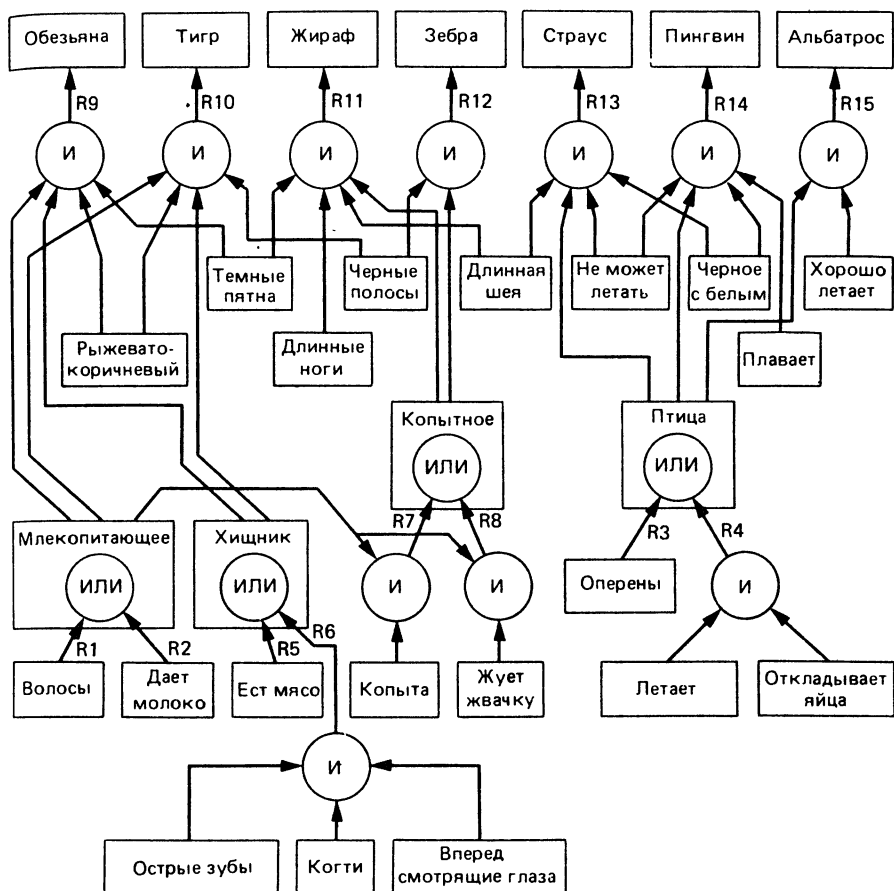 Обезьяна
Тигр
Жираф
Зебра
Страус
Пингвин
Альбатрос
R9
R10
R11
R12
R13
R14
R15
И
И
И
И
И
И
И
Темные
пятна
Черные
полосы
Длинная
шея
Не может
летать
Черное
с белым
Хорошо
летает
Рыжевато-
коричневый
Длинные
ноги
Плавает
Копытное
ИЛИ
Птица
ИЛИ
R7
R8
R3
R4
Млекопитающее
ИЛИ
Хищник
ИЛИ
И
И
Оперены
И
R1
R2
R5
R6
Волосы
Дает
молоко
Ест мясо
Копыта
Жует
жвачку
Летает
Откладывает
яйца
И
Острые зубы
Когти
Вперед
смотрящие глаза